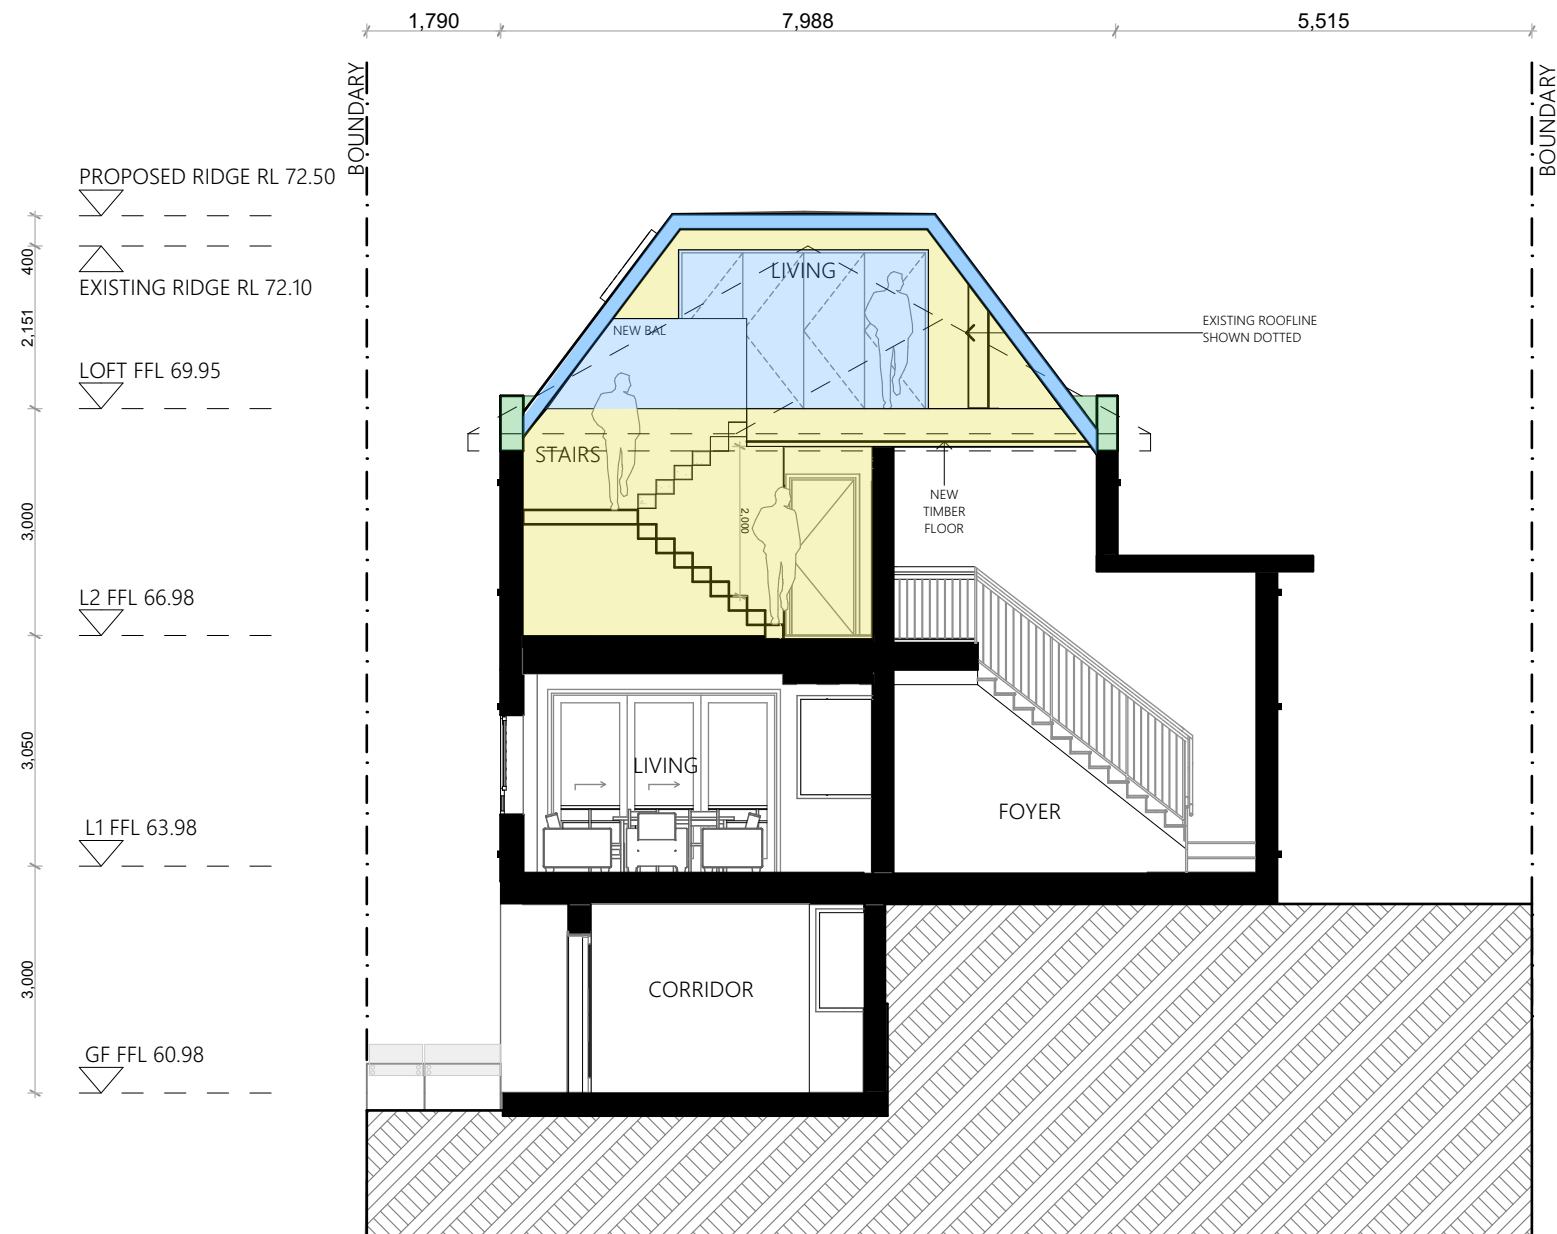 1,790
7,988
5,515
BOUNDARY
BOUNDARY
PROPOSED RIDGE RL 72.50
400
EXISTING RIDGE RL 72.10
LIVING
NEW BAL
EXISTING ROOFLINE
SHOWN DOTTED
2,151
LOFT FFL 69.95
STAIRS
NEW
TIMBER
FLOOR
2,000
3,000
L2 FFL 66.98
3,050
LIVING
FOYER
L1 FFL 63.98
3,000
CORRIDOR
GF FFL 60.98